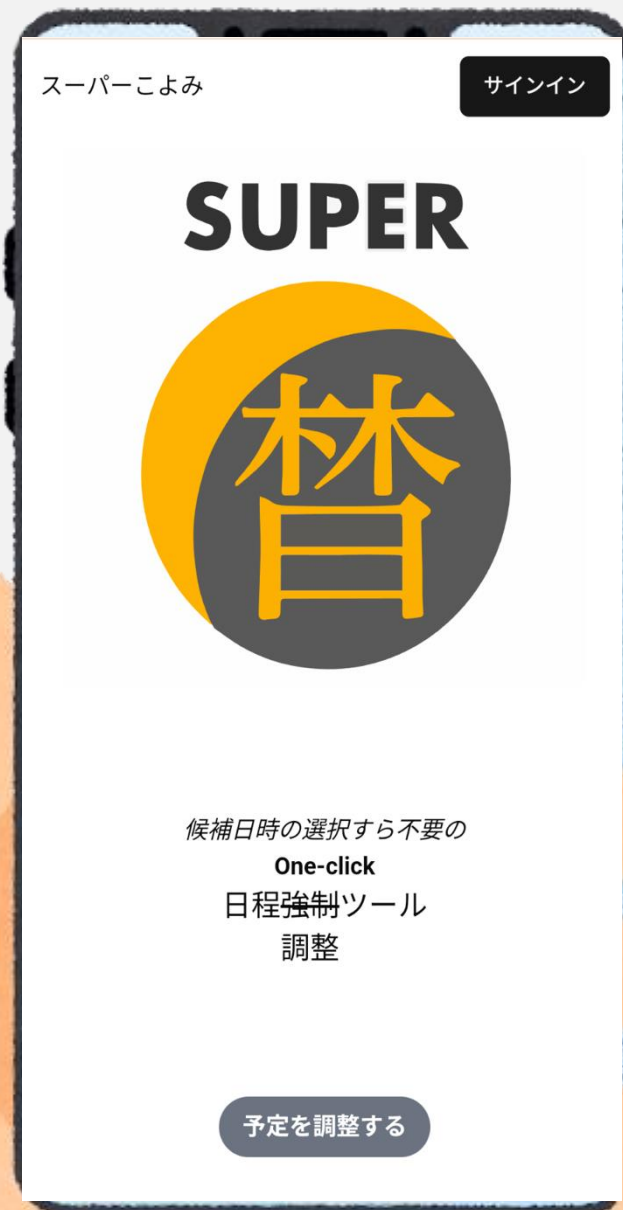 スーパーこよみ
サインイン
SUPER
暦
候補日時の選択すら不要の
One-click
日程強制ツール
調整
予定を調整する